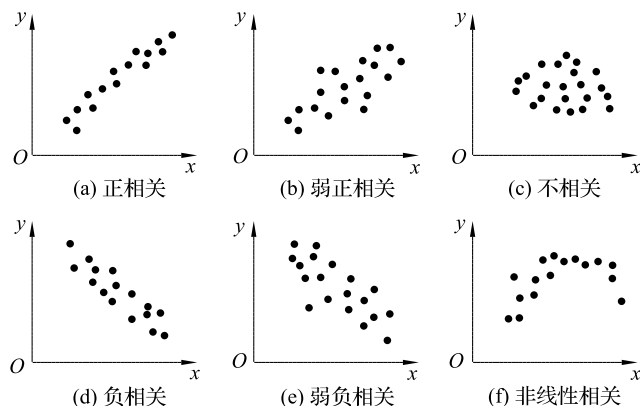 y y y
O x O x O x
(a) 正相关 (b) 弱正相关 (c) 不相关
y y y
O x O x O x
(d) 负相关 (e) 弱负相关 (f) 非线性相关